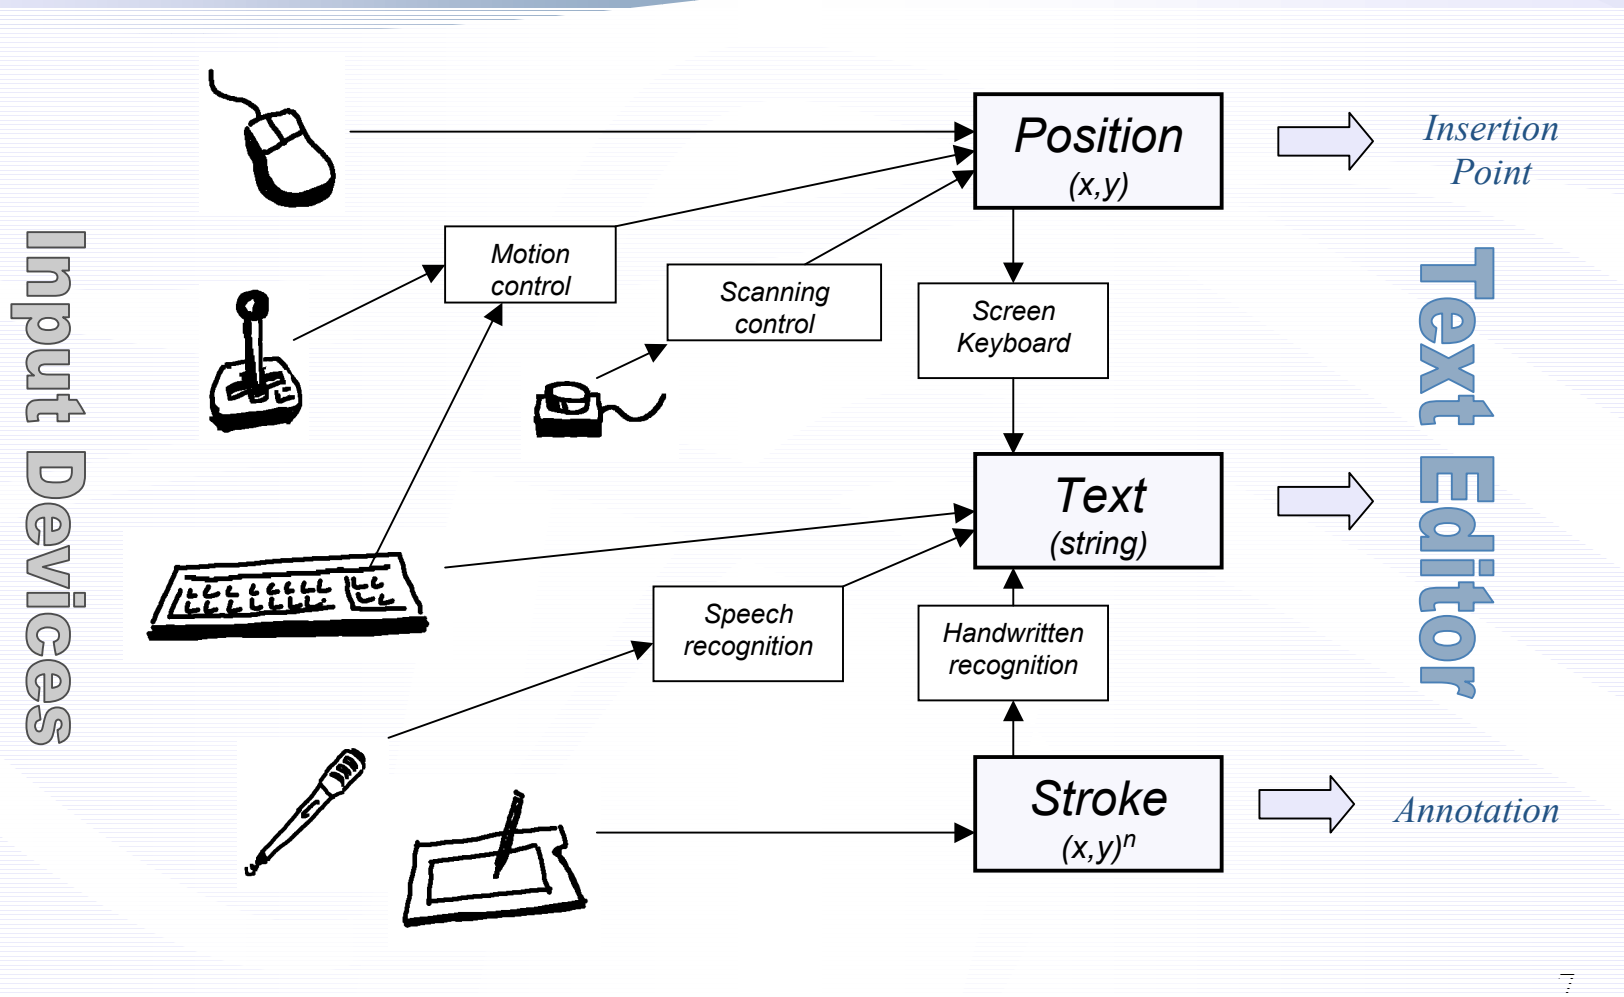 Input Devices
Position
(x,y)
Insertion
Point
Motion
control
Scanning
control
Screen
Keyboard
Text
(string)
Text Editor
Speech
recognition
Handwritten
recognition
Stroke
(x,y)ⁿ
Annotation
7